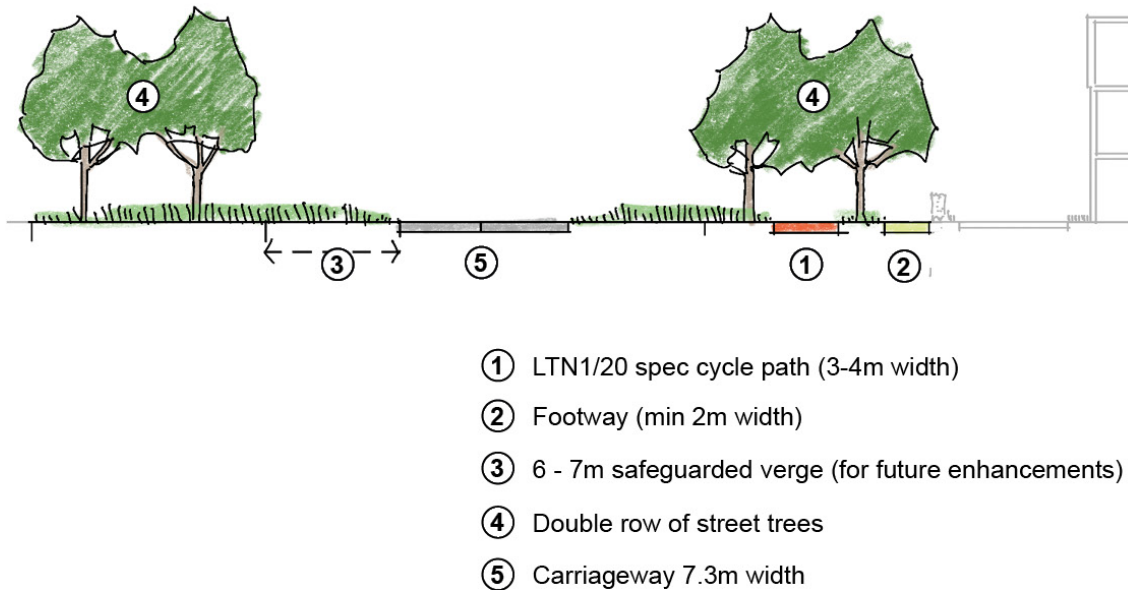 4
4
3
5
1
2
1 LTN1/20 spec cycle path (3-4m width)
2 Footway (min 2m width)
3 6 - 7m safeguarded verge (for future enhancements)
4 Double row of street trees
5 Carriageway 7.3m width